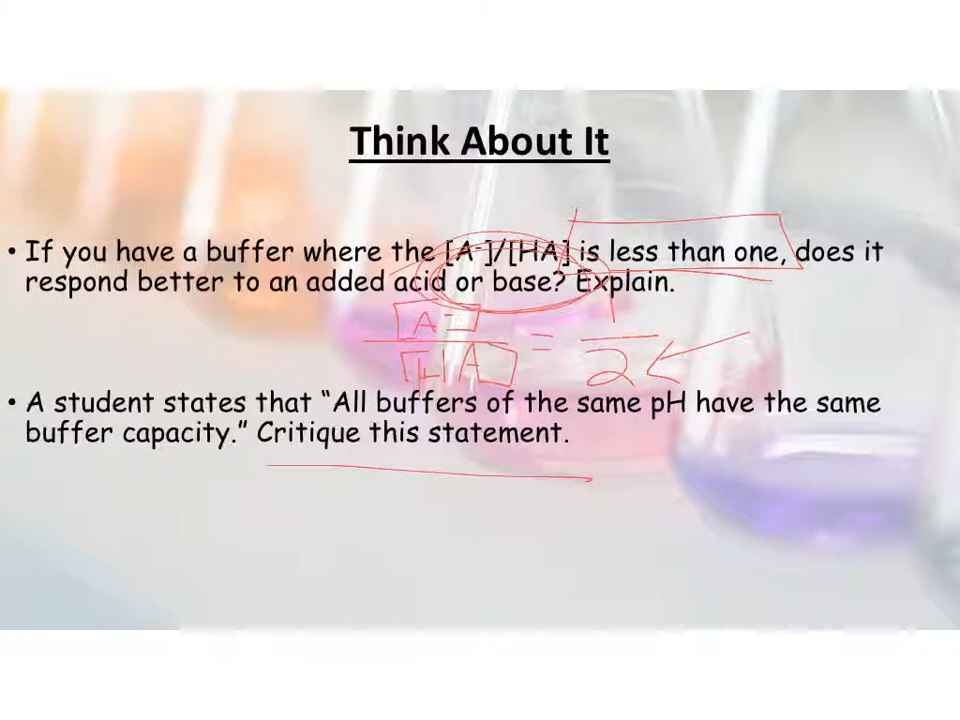 Think About It
• If you have a buffer where the [A-]/[HA] is less than one, does it
respond better to an added acid or base? Explain.
[A-]/[HA] = 1/2
• A student states that “All buffers of the same pH have the same
buffer capacity.” Critique this statement.